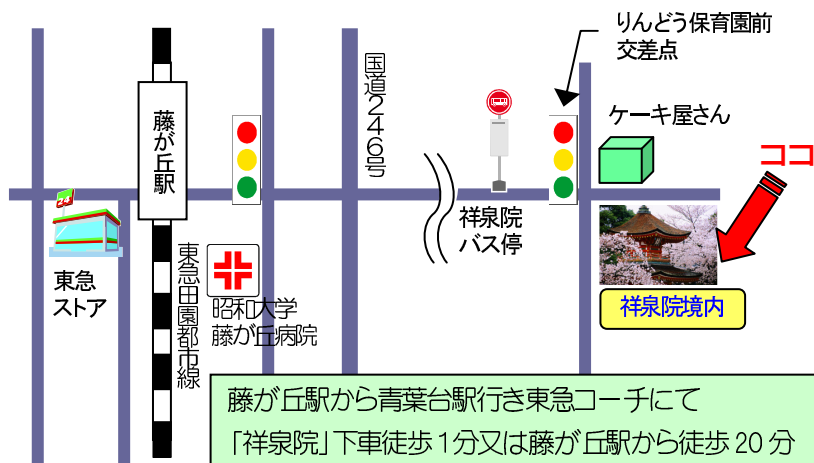 りんどう保育園前
交差点
国道246号
藤が丘駅
ケーキ屋さん
ココ
祥泉院
バス停
24
東急
ストア
東急田園都市線
昭和大学
藤が丘病院
祥泉院境内
藤が丘駅から青葉台駅行き東急コーチにて
「祥泉院」下車徒歩1分又は藤が丘駅から徒歩20分